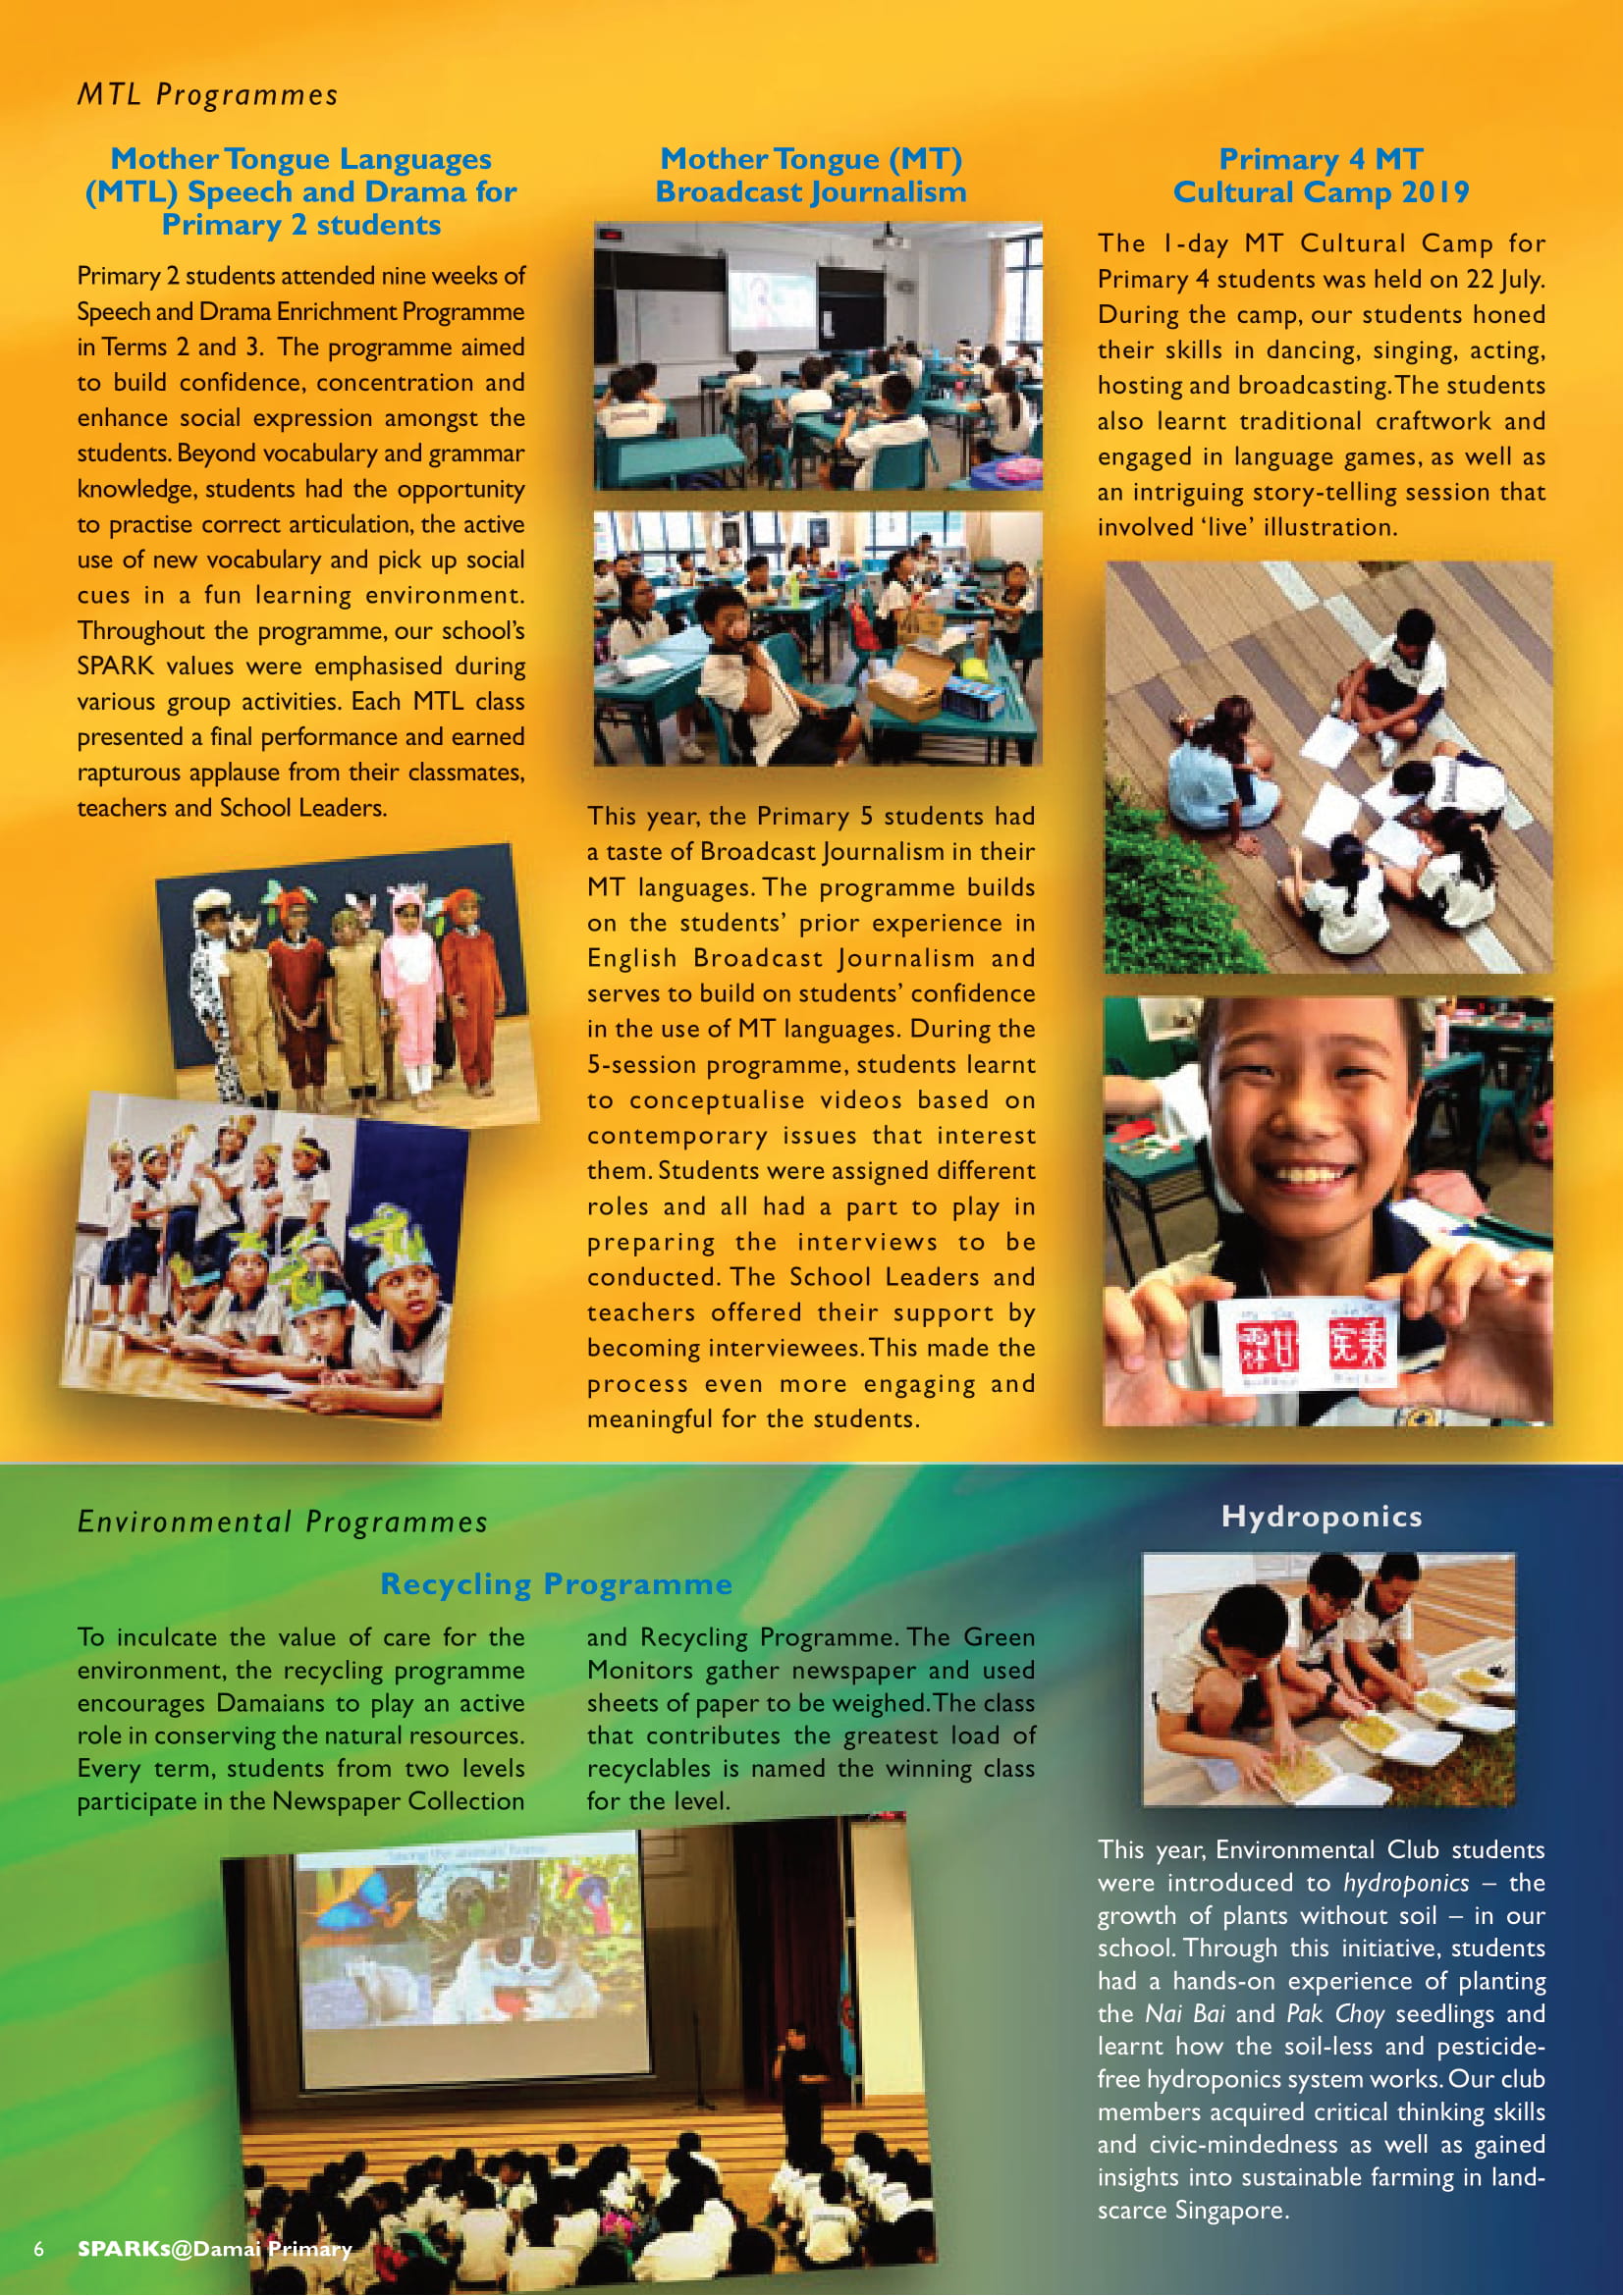 MTL Programmes
Mother Tongue Languages
(MTL) Speech and Drama for
Primary 2 students
Primary 2 students attended nine weeks of
Speech and Drama Enrichment Programme
in Terms 2 and 3. The programme aimed
to build confidence, concentration and
enhance social expression amongst the
students. Beyond vocabulary and grammar
knowledge, students had the opportunity
to practise correct articulation, the active
use of new vocabulary and pick up social
cues in a fun learning environment.
Throughout the programme, our school's
SPARK values were emphasised during
various group activities. Each MTL class
presented a final performance and earned
rapturous applause from their classmates,
teachers and School Leaders.
Mother Tongue (MT)
Broadcast Journalism
This year, the Primary 5 students had
a taste of Broadcast Journalism in their
MT languages. The programme builds
on the students' prior experience in
English Broadcast Journalism and
serves to build on students' confidence
in the use of MT languages. During the
5-session programme, students learnt
to conceptualise videos based on
contemporary issues that interest
them. Students were assigned different
roles and all had a part to play in
preparing the interviews to be
conducted. The School Leaders and
teachers offered their support by
becoming interviewees. This made the
process even more engaging and
meaningful for the students.
Primary 4 MT
Cultural Camp 2019
The 1-day MT Cultural Camp for
Primary 4 students was held on 22 July.
During the camp, our students honed
their skills in dancing, singing, acting,
hosting and broadcasting. The students
also learnt traditional craftwork and
engaged in language games, as well as
an intriguing story-telling session that
involved 'live' illustration.
Environmental Programmes
Recycling Programme
To inculcate the value of care for the
environment, the recycling programme
encourages Damaians to play an active
role in conserving the natural resources.
Every term, students from two levels
participate in the Newspaper Collection
and Recycling Programme. The Green
Monitors gather newspaper and used
sheets of paper to be weighed. The class
that contributes the greatest load of
recyclables is named the winning class
for the level.
Hydroponics
This year, Environmental Club students
were introduced to hydroponics – the
growth of plants without soil – in our
school. Through this initiative, students
had a hands-on experience of planting
the Nai Bai and Pak Choy seedlings and
learnt how the soil-less and pesticide-
free hydroponics system works. Our club
members acquired critical thinking skills
and civic-mindedness as well as gained
insights into sustainable farming in land-
scarce Singapore.
6 SPARKs@Damai Primary